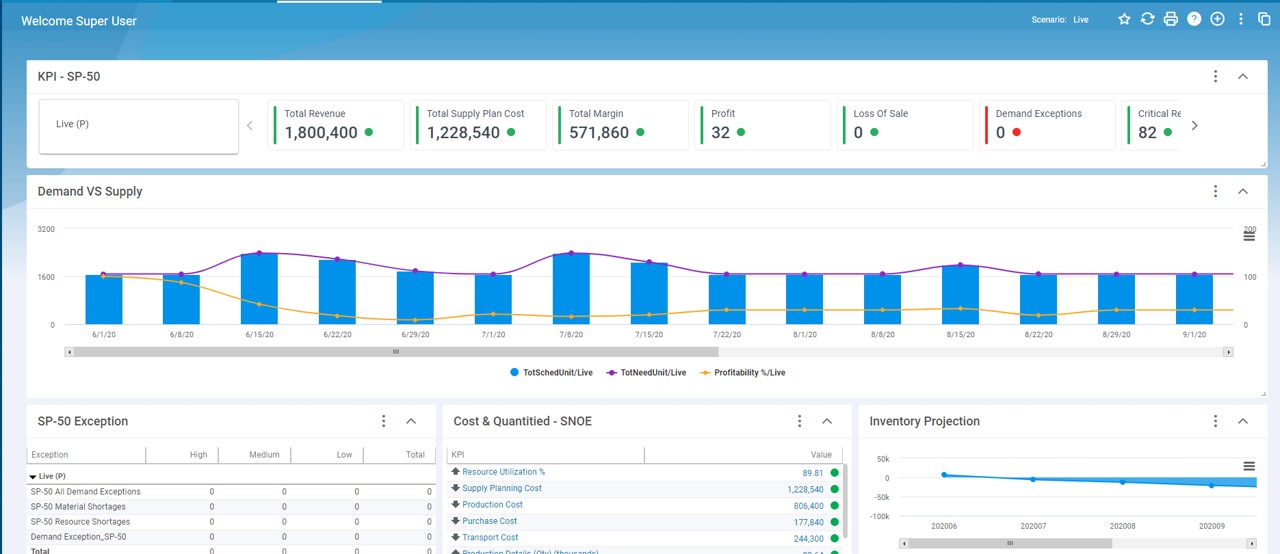 Welcome Super User
Scenario: Live
KPI - SP-50
Live (P)
Total Revenue
1,800,400
Total Supply Plan Cost
1,228,540
Total Margin
571,860
Profit
32
Loss Of Sale
0
Demand Exceptions
0
Critical Re
82
Demand VS Supply
3200
1600
0
200
100
0
6/1/20 6/8/20 6/15/20 6/22/20 6/29/20 7/1/20 7/8/20 7/15/20 7/22/20 8/1/20 8/8/20 8/15/20 8/22/20 8/29/20 9/1/20
TotSchedUnit/Live TotNeedUnit/Live Profitability %/Live
SP-50 Exception
Exception High Medium Low Total
Live (P)
SP-50 All Demand Exceptions 0 0 0 0
SP-50 Material Shortages 0 0 0 0
SP-50 Resource Shortages 0 0 0 0
Demand Exception_SP-50 0 0 0 0
Total
Cost & Quantitied - SNOE
KPI Value
Resource Utilization % 89.81
Supply Planning Cost 1,228,540
Production Cost 806,400
Purchase Cost 177,840
Transport Cost 244,300
Production Details (Qty) (thousands)
Inventory Projection
50k
0
-50k
-100k
202006 202007 202008 202009